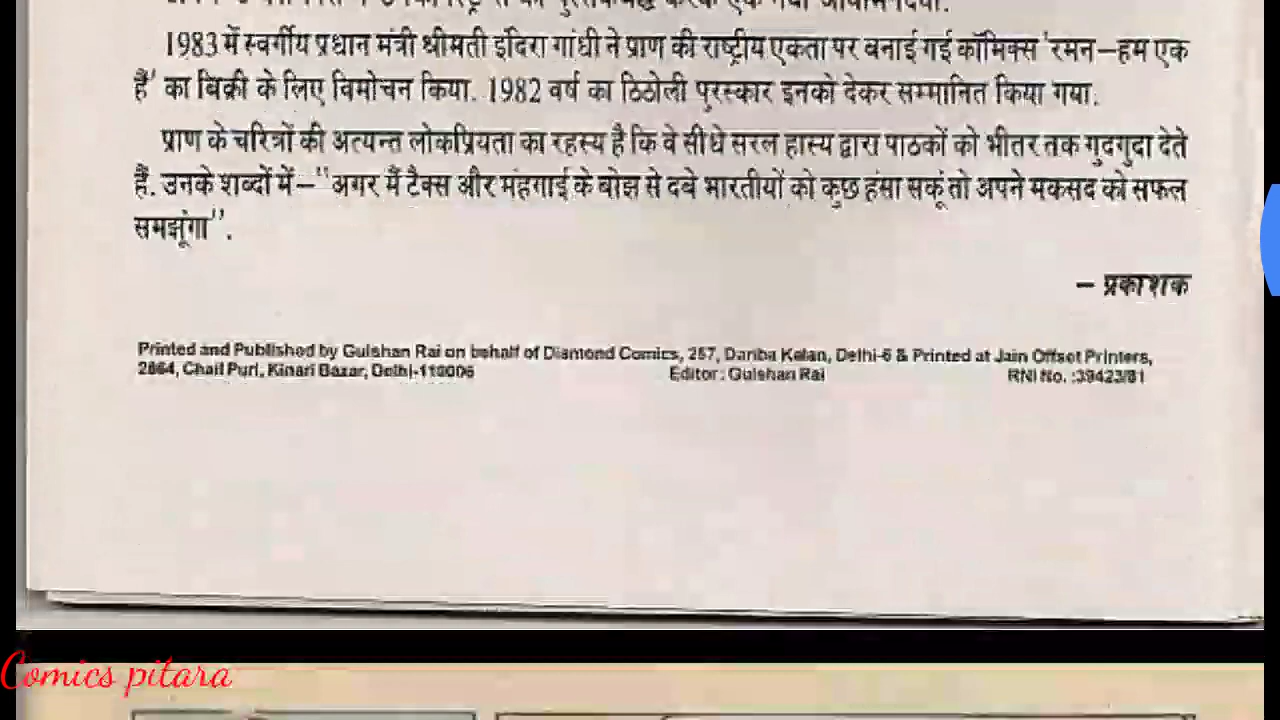 1983 में स्वर्गीय प्रधान मंत्री श्रीमती इंदिरा गांधी ने प्राण की राष्ट्रीय एकता पर बनाई गई कॉमिक्स 'रमन–हम एक
हैं' का बिक्री के लिए विमोचन किया. 1982 वर्ष का ठिठोली पुरस्कार इनको देकर सम्मानित किया गया.
प्राण के चरित्रों की अत्यन्त लोकप्रियता का रहस्य है कि वे सीधे सरल हास्य द्वारा पाठकों को भीतर तक गुदगुदा देते
हैं. उनके शब्दों में–"अगर मैं टैक्स और मंहगाई के बोझ से दबे भारतीयों को कुछ हंसा सकूं तो अपने मकसद को सफल
समझूंगा".
– प्रकाशक
Printed and Published by Gulshan Rai on behalf of Diamond Comics, 257, Dariba Kalan, Delhi-6 & Printed at Jain Offset Printers,
2664, Chail Puri, Kinari Bazar, Delhi-110006 Editor: Gulshan Rai RNI No. :39423/81
Comics pitara